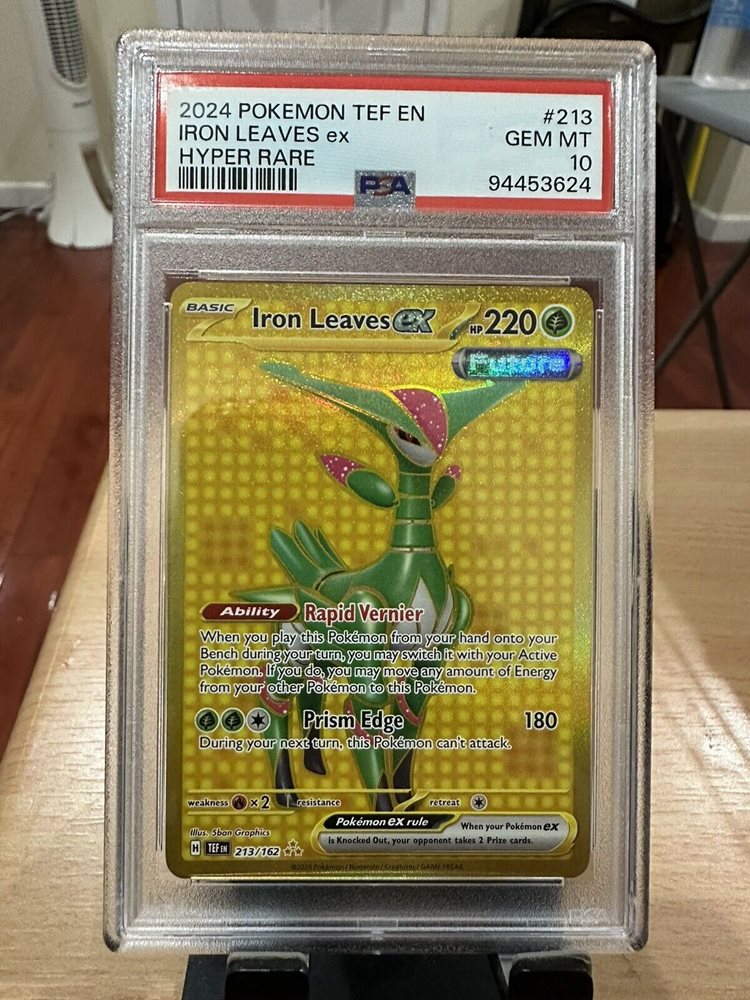 2024 POKEMON TEF EN
#213
IRON LEAVES ex
GEM MT
HYPER RARE
10
PSA
94453624
BASIC
Iron Leaves ex
HP 220
Future
Ability Rapid Vernier
When you play this Pokémon from your hand onto your
Bench during your turn, you may switch it with your Active
Pokémon. If you do, you may move any amount of Energy
from your other Pokémon to this Pokémon.
Prism Edge 180
During your next turn, this Pokémon can't attack.
weakness ×2 resistance retreat
Pokémon ex rule
When your Pokémon ex
is Knocked Out, your opponent takes 2 Prize cards.
Illus. 5ban Graphics
H TEF EN 213/162
©2024 Pokémon / Nintendo / Creatures / GAME FREAK